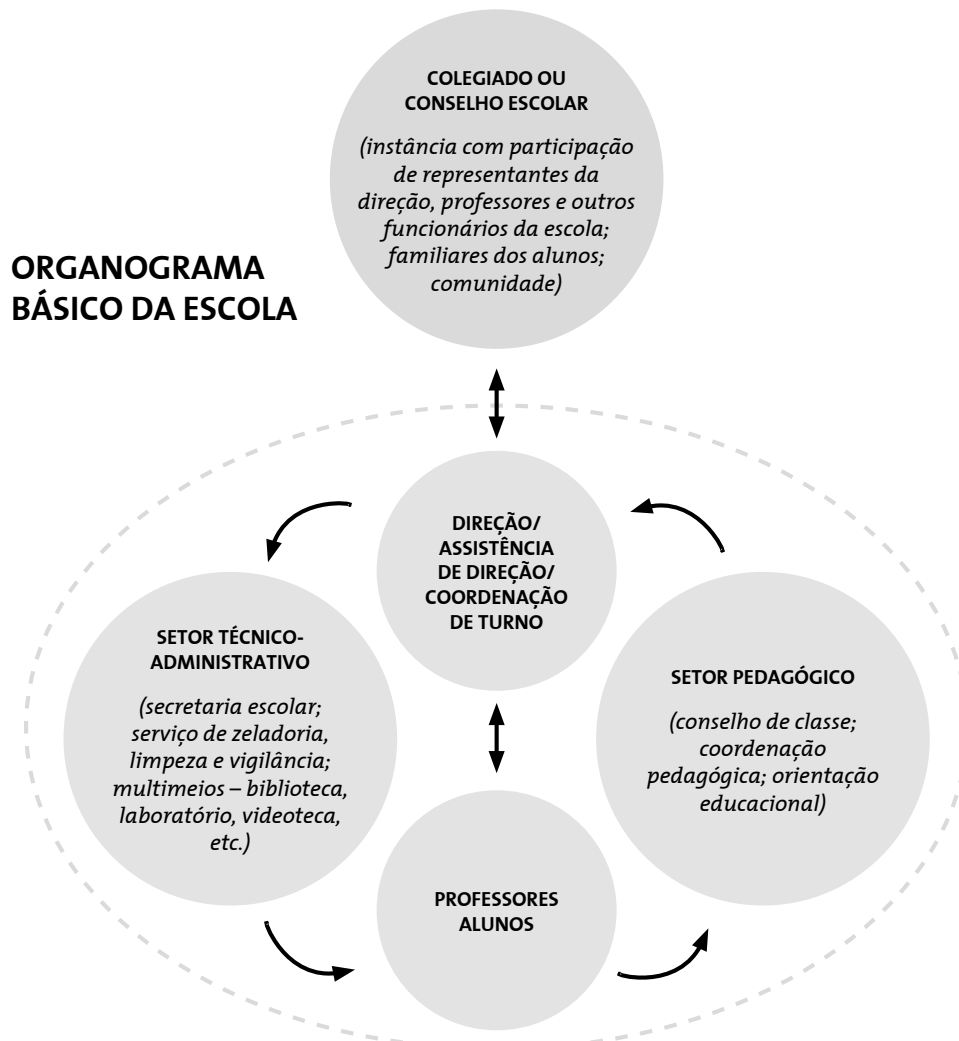 COLEGIADO OU
CONSELHO ESCOLAR
(instância com participação
de representantes da
direção, professores e outros
funcionários da escola;
familiares dos alunos;
comunidade)
ORGANOGRAMA
BÁSICO DA ESCOLA
DIREÇÃO/
ASSISTÊNCIA
DE DIREÇÃO/
COORDENAÇÃO
DE TURNO
SETOR TÉCNICO-
ADMINISTRATIVO
(secretaria escolar;
serviço de zeladoria,
limpeza e vigilância;
multimeios – biblioteca,
laboratório, videoteca,
etc.)
SETOR PEDAGÓGICO
(conselho de classe;
coordenação
pedagógica; orientação
educacional)
PROFESSORES
ALUNOS